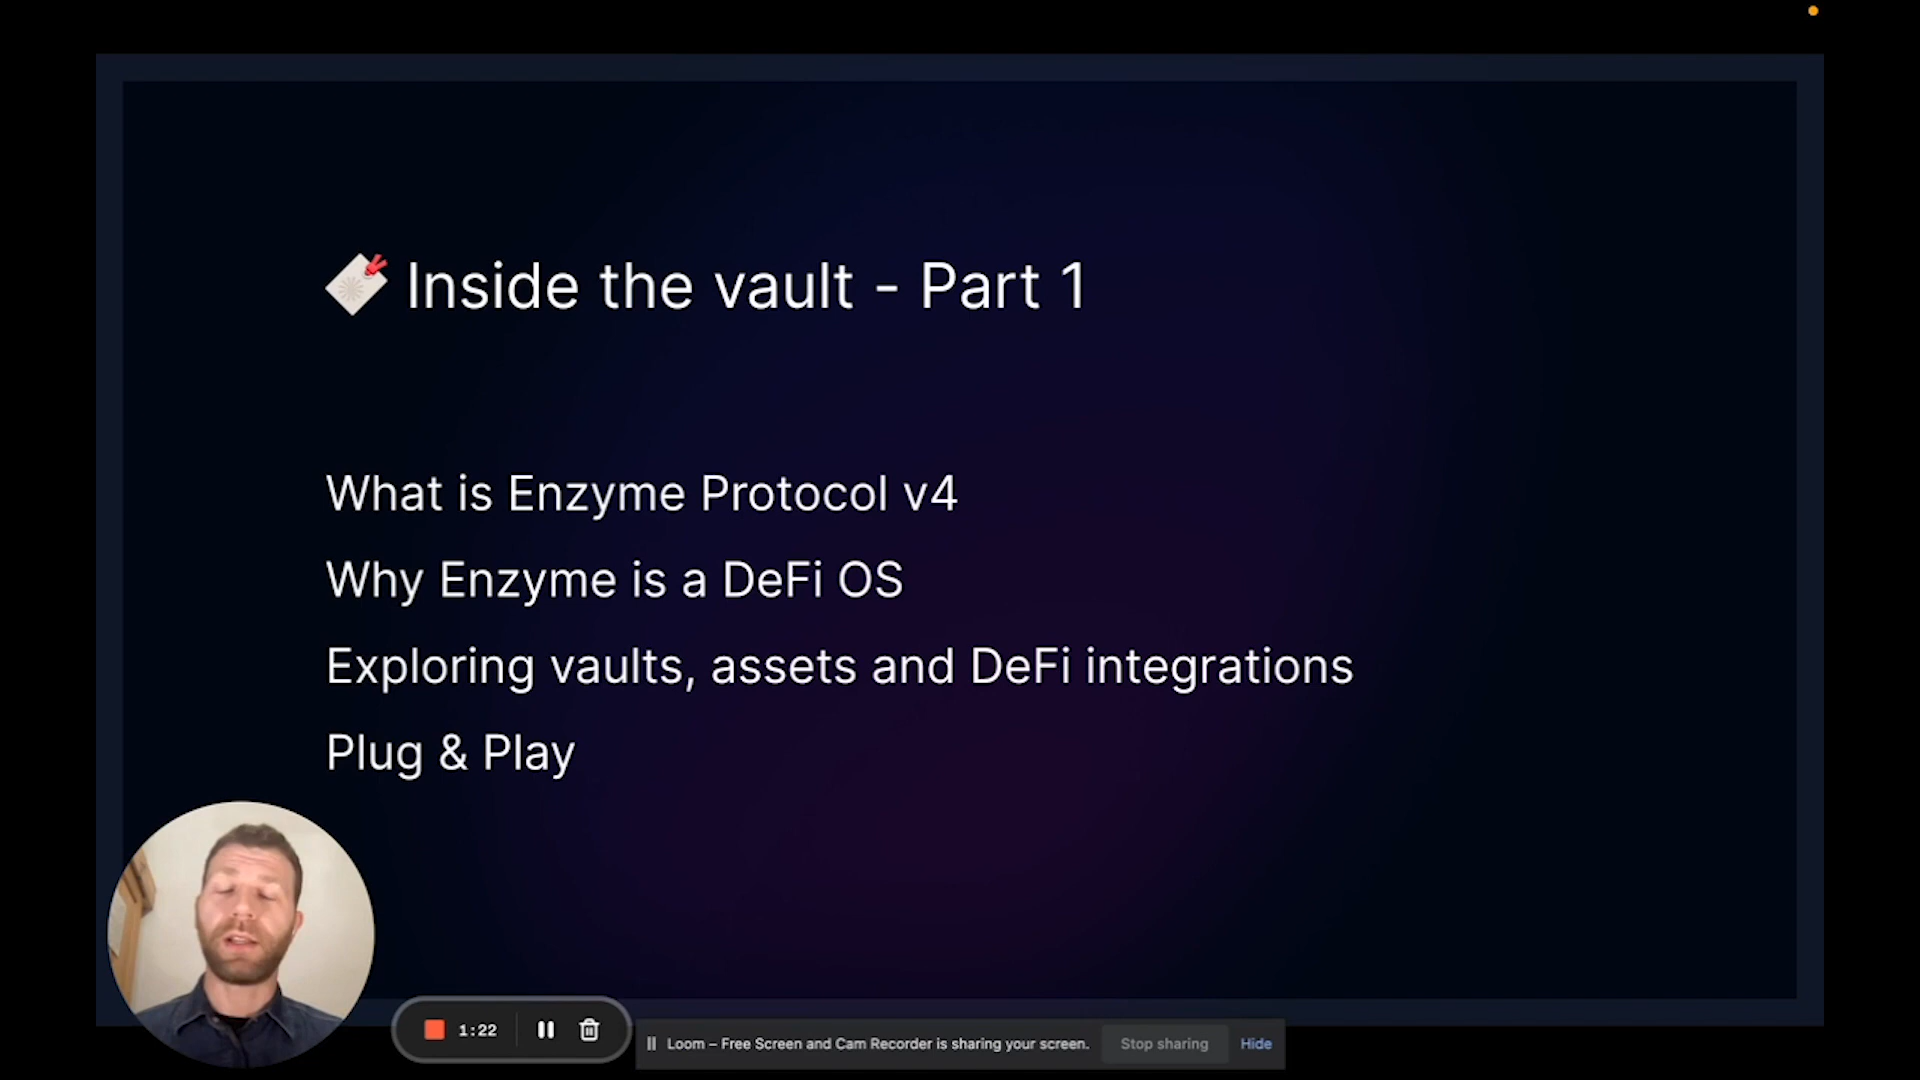 Inside the vault - Part 1
What is Enzyme Protocol v4
Why Enzyme is a DeFi OS
Exploring vaults, assets and DeFi integrations
Plug & Play
1:22
Loom – Free Screen and Cam Recorder is sharing your screen.
Stop sharing
Hide